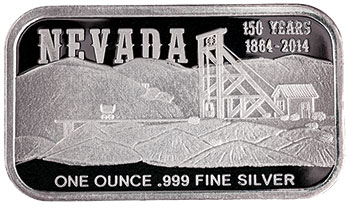 NEVADA
150 YEARS
1864-2014
ONE OUNCE .999 FINE SILVER